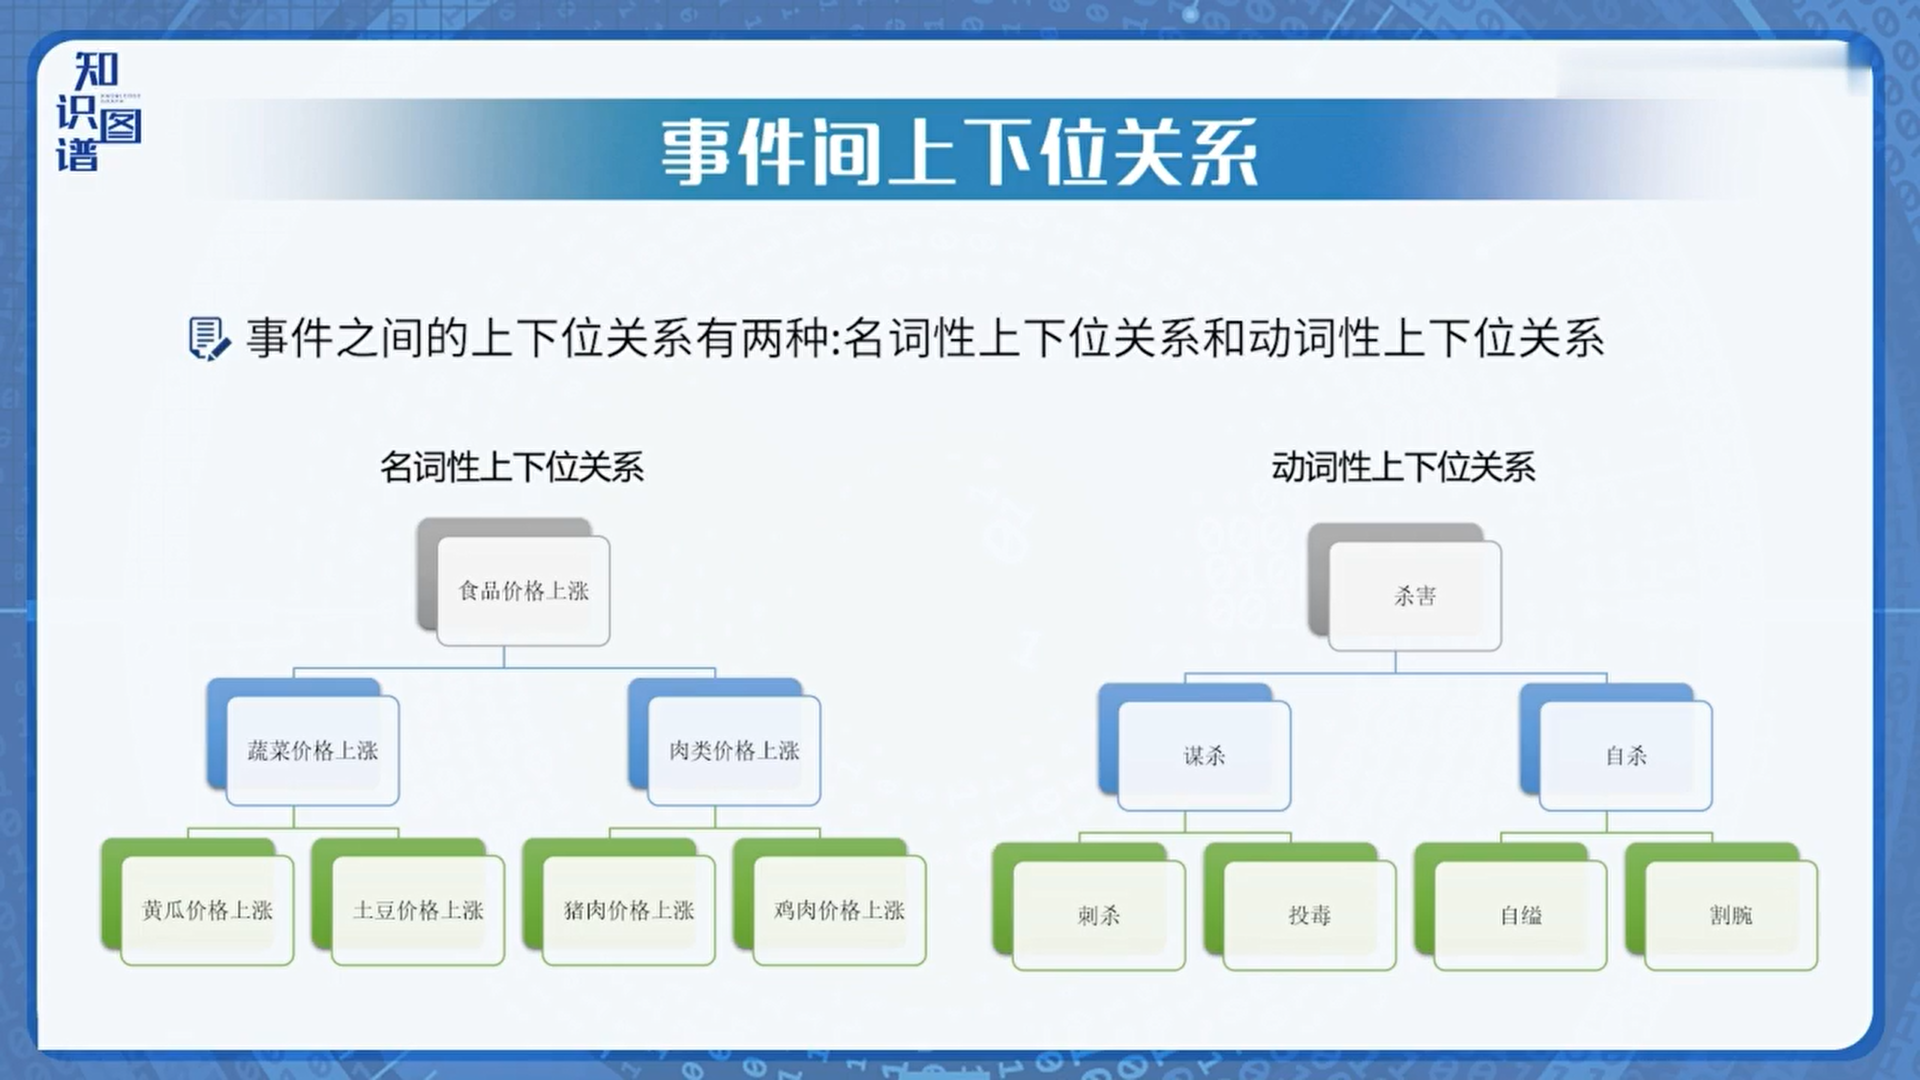 知识图谱
事件间上下位关系
事件之间的上下位关系有两种:名词性上下位关系和动词性上下位关系
名词性上下位关系
动词性上下位关系
食品价格上涨
杀害
蔬菜价格上涨
肉类价格上涨
谋杀
自杀
黄瓜价格上涨
土豆价格上涨
猪肉价格上涨
鸡肉价格上涨
刺杀
投毒
自缢
割腕